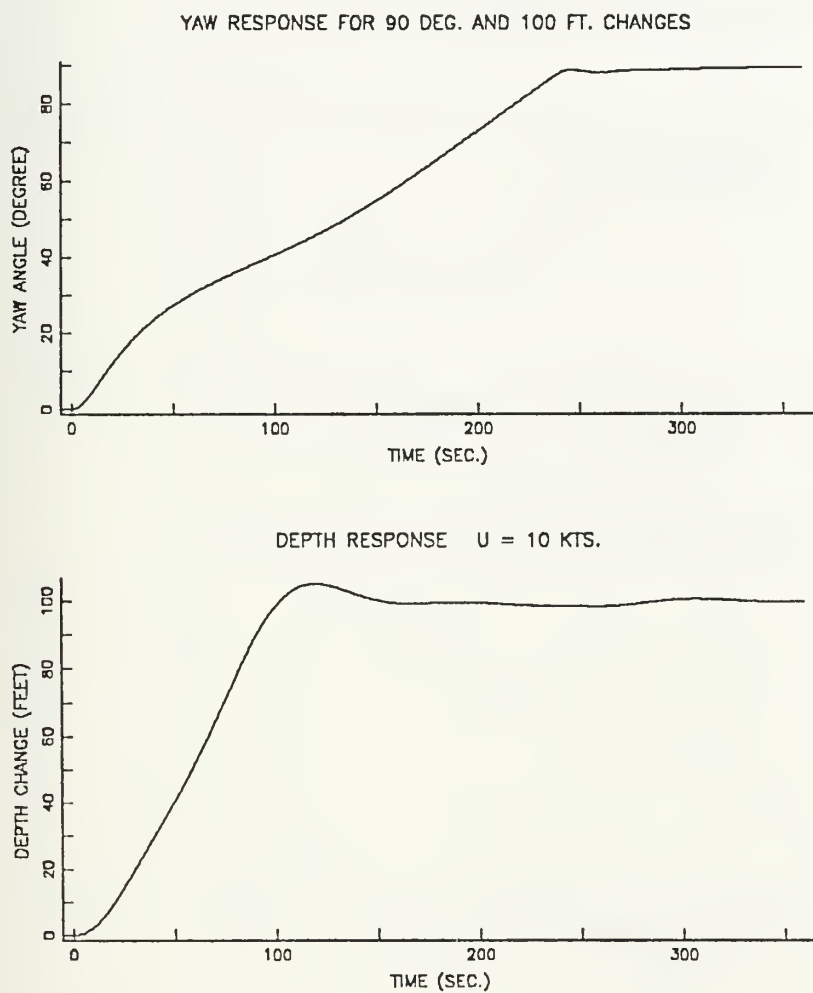 YAW RESPONSE FOR 90 DEG. AND 100 FT. CHANGES
YAW ANGLE (DEGREE)
80
60
40
20
0
0 100 200 300
TIME (SEC.)
DEPTH RESPONSE U = 10 KTS.
DEPTH CHANGE (FEET)
100
80
60
40
20
0
0 100 200 300
TIME (SEC.)